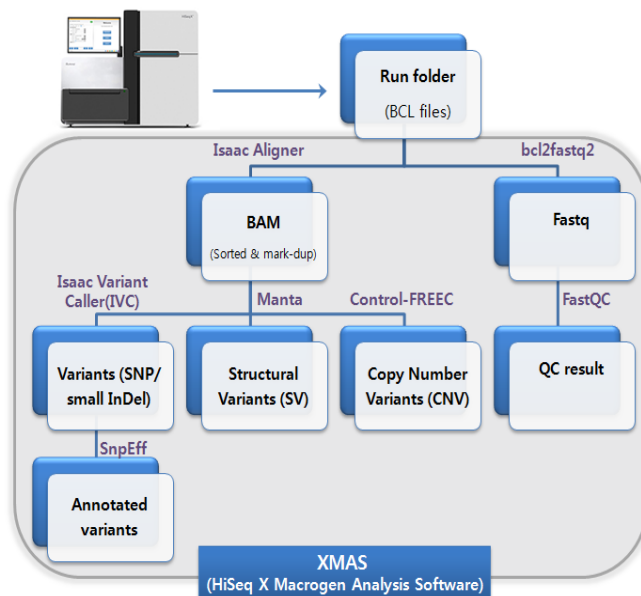 Run folder
(BCL files)
Isaac Aligner
bcl2fastq2
BAM
(Sorted & mark-dup)
Fastq
Isaac Variant
Caller(IVC)
Manta
Control-FREEC
FastQC
Variants (SNP/
small InDel)
Structural
Variants (SV)
Copy Number
Variants (CNV)
QC result
SnpEff
Annotated
variants
XMAS
(HiSeq X Macrogen Analysis Software)